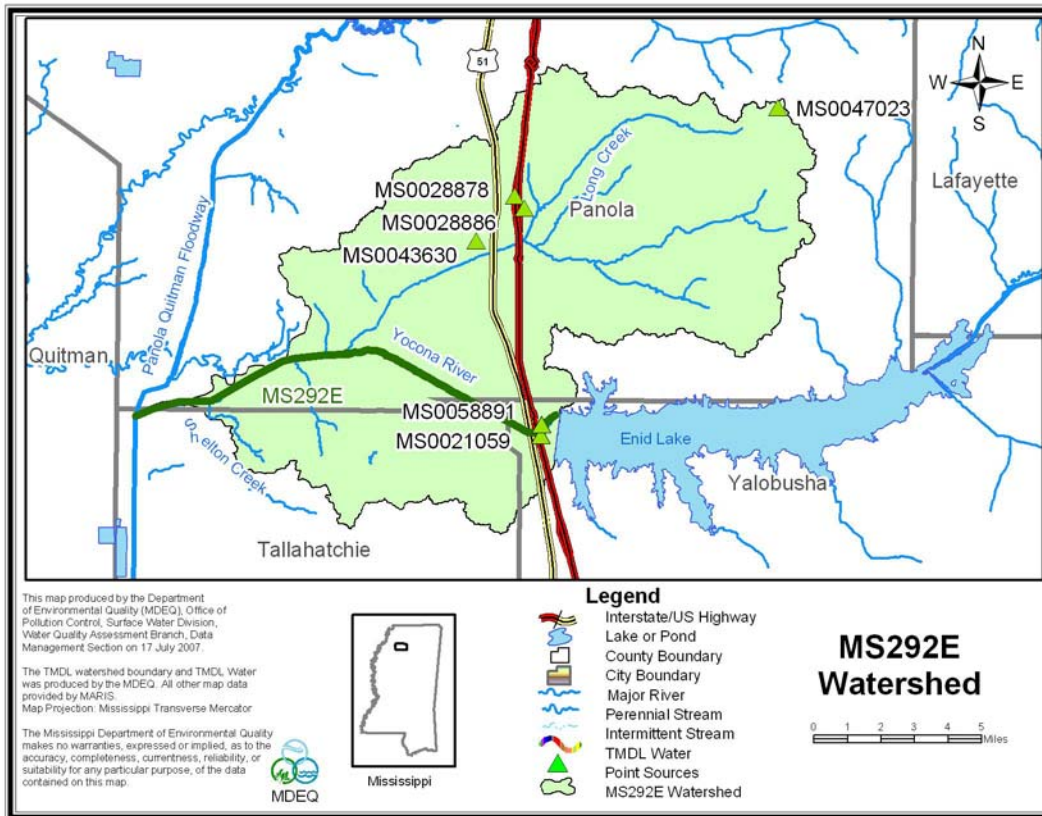 N
W E
S
51
MS0047023
Long Creek
Lafayette
MS0028878
Panola
MS0028886
MS0043630
Panola Quitman Floodway
Quitman
Yocona River
MS292E
MS0058891
MS0021059
Enid Lake
Shelton Creek
Yalobusha
Tallahatchie
This map produced by the Department
of Environmental Quality (MDEQ), Office of
Pollution Control, Surface Water Division,
Water Quality Assessment Branch, Data
Management Section on 17 July 2007.
The TMDL watershed boundary and TMDL Water
was produced by the MDEQ. All other map data
provided by MARIS.
Map Projection: Mississippi Transverse Mercator
The Mississippi Department of Environmental Quality
makes no warranties, expressed or implied, as to the
accuracy, completeness, currentness, reliability, or
suitability for any particular purpose, of the data
contained on this map.
MDEQ
Mississippi
Legend
Interstate/US Highway
Lake or Pond
County Boundary
City Boundary
Major River
Perennial Stream
Intermittent Stream
TMDL Water
Point Sources
MS292E Watershed
MS292E
Watershed
0 1 2 3 4 5
Miles